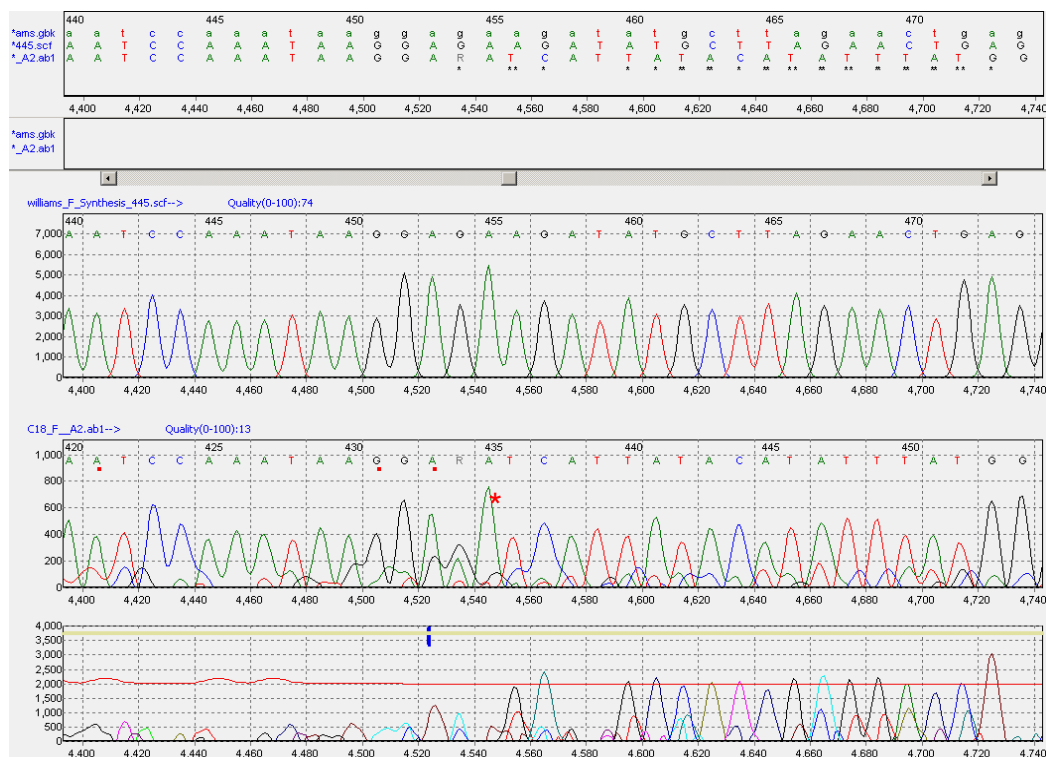 440 445 450 455 460 465 470
*ams.gbk a a t c c a a a t a a g g a g a a g a t a t g c t t a g a a c t g a g
*445.scf A A T C C A A A T A A G G A G A A G A T A T G C T T A G A A C T G A G
*_A2.ab1 A A T C C A A A T A A G G A R A T C A T T A T A C A T A T T T A T G G
* ** * * * ** ** * ** ** ** ** ** ** ** ** *
4,400 4,420 4,440 4,460 4,480 4,500 4,520 4,540 4,560 4,580 4,600 4,620 4,640 4,660 4,680 4,700 4,720 4,740
*ams.gbk
*_A2.ab1
williams_F_Synthesis_445.scf--> Quality(0-100):74
440 445 450 455 460 465 470
A A T C C A A A T A A G G A G A A G A T A T G C T T A G A A C T G A G
7,000
6,000
5,000
4,000
3,000
2,000
1,000
0
4,400 4,420 4,440 4,460 4,480 4,500 4,520 4,540 4,560 4,580 4,600 4,620 4,640 4,660 4,680 4,700 4,720 4,740
C18_F__A2.ab1--> Quality(0-100):13
420 425 430 435 440 445 450
A A T C C A A A T A A G G A R A T C A T T A T A C A T A T T T A T G G
1,000
800
*
600
400
200
0
4,400 4,420 4,440 4,460 4,480 4,500 4,520 4,540 4,560 4,580 4,600 4,620 4,640 4,660 4,680 4,700 4,720 4,740
4,000
3,500
3,000
2,500
2,000
1,500
1,000
500
0
4,400 4,420 4,440 4,460 4,480 4,500 4,520 4,540 4,560 4,580 4,600 4,620 4,640 4,660 4,680 4,700 4,720 4,740